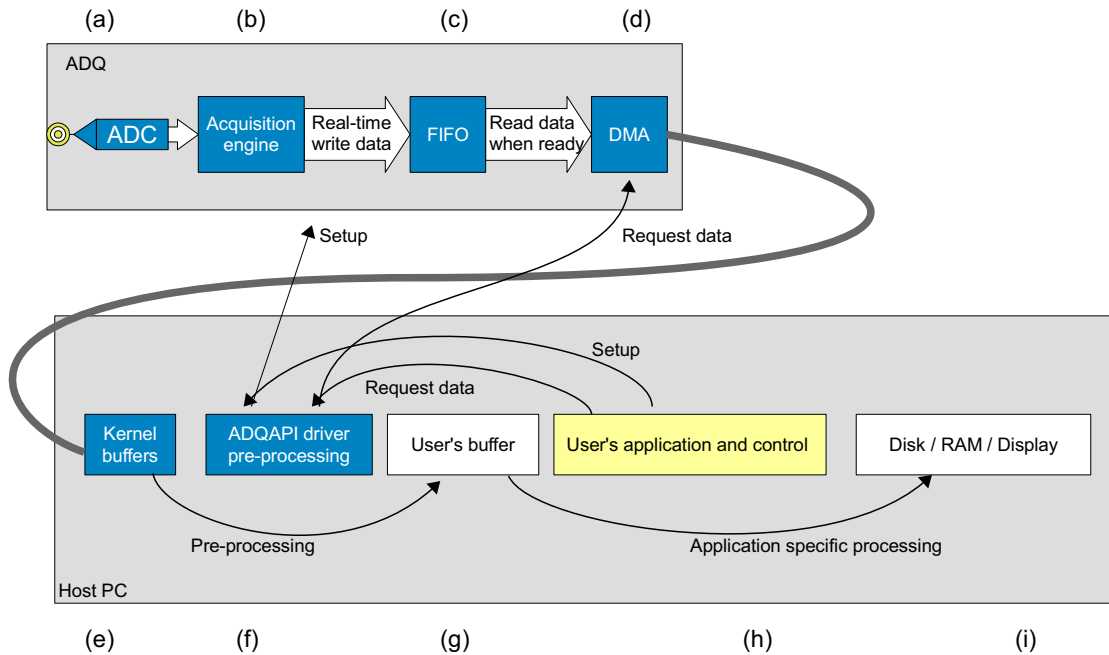 (a)
(b)
(c)
(d)
ADQ
ADC
Acquisition
engine
Real-time
write data
FIFO
Read data
when ready
DMA
Setup
Request data
Setup
Request data
Kernel
buffers
ADQAPI driver
pre-processing
User's buffer
User's application and control
Disk / RAM / Display
Pre-processing
Application specific processing
Host PC
(e)
(f)
(g)
(h)
(i)